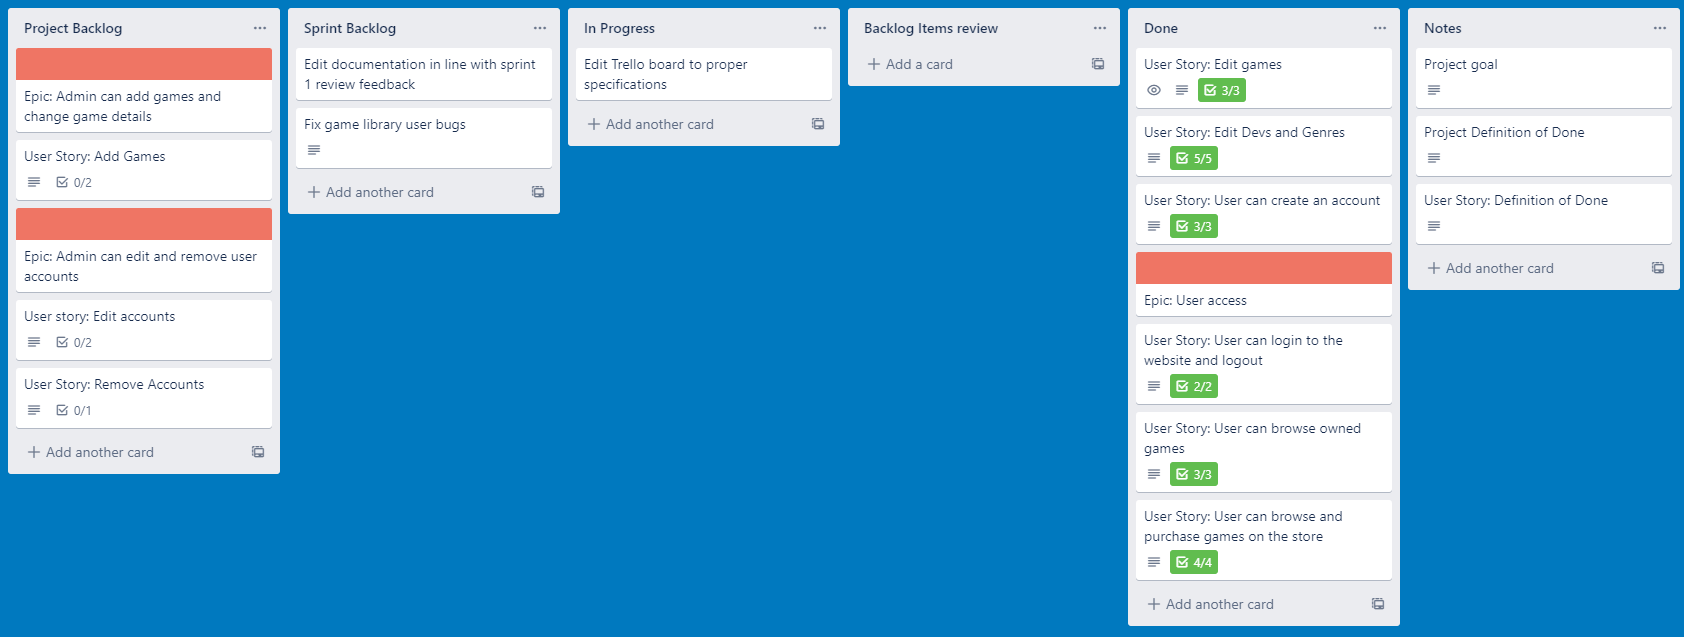 Project Backlog
Epic: Admin can add games and
change game details
User Story: Add Games
0/2
Epic: Admin can edit and remove user
accounts
User story: Edit accounts
0/2
User Story: Remove Accounts
0/1
Add another card
Sprint Backlog
Edit documentation in line with sprint
1 review feedback
Fix game library user bugs
Add another card
In Progress
Edit Trello board to proper
specifications
Add another card
Backlog Items review
Add a card
Done
User Story: Edit games
3/3
User Story: Edit Devs and Genres
5/5
User Story: User can create an account
3/3
Epic: User access
User Story: User can login to the
website and logout
2/2
User Story: User can browse owned
games
3/3
User Story: User can browse and
purchase games on the store
4/4
Add another card
Notes
Project goal
Project Definition of Done
User Story: Definition of Done
Add another card